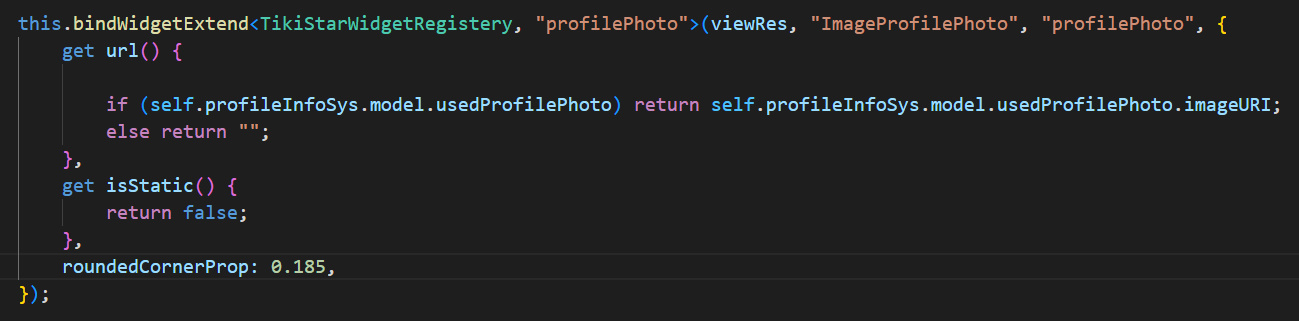 this.bindWidgetExtend<TikiStarWidgetRegistery, "profilePhoto">(viewRes, "ImageProfilePhoto", "profilePhoto", {
get url() {
if (self.profileInfoSys.model.usedProfilePhoto) return self.profileInfoSys.model.usedProfilePhoto.imageURI;
else return "";
},
get isStatic() {
return false;
},
roundedCornerProp: 0.185,
});